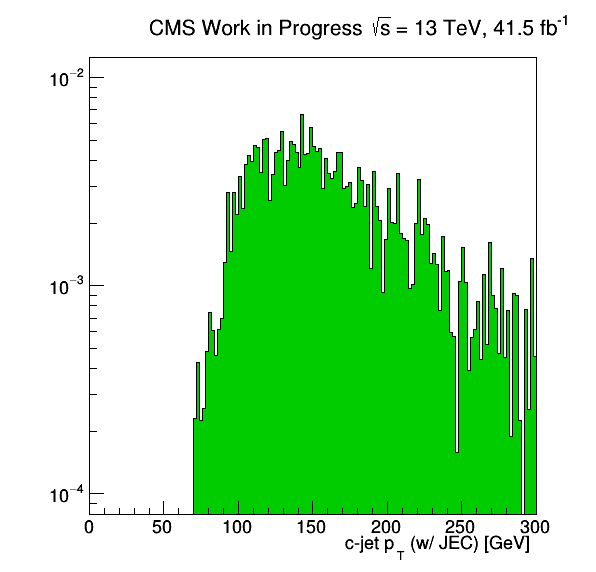 CMS Work in Progress √s = 13 TeV, 41.5 fb⁻¹
10⁻²
10⁻³
10⁻⁴
0 50 100 150 200 250 300
c-jet p_T (w/ JEC) [GeV]